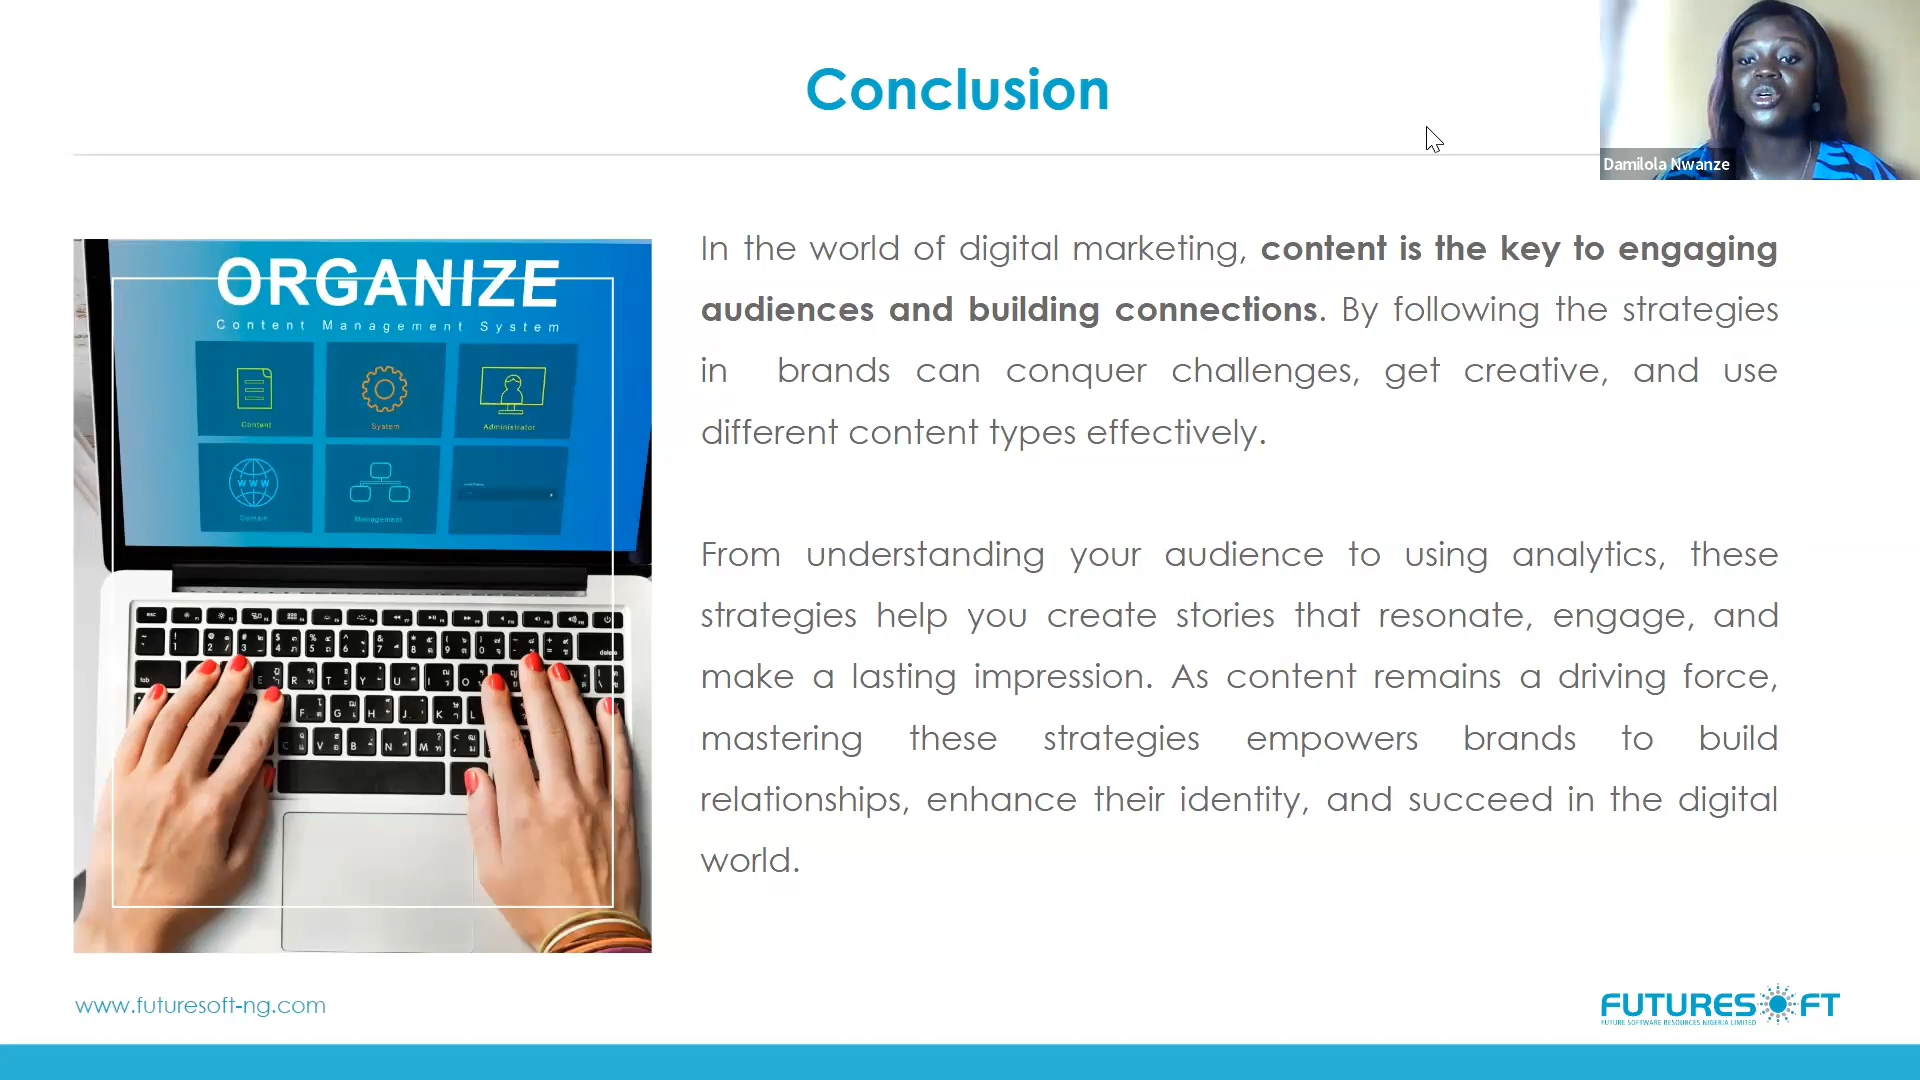 Conclusion
Damilola Nwanze
ORGANIZE
Content Management System
Content
System
Administrator
WWW
Domain
Management
esc
delete
tab
In the world of digital marketing, content is the key to engaging
audiences and building connections. By following the strategies
in brands can conquer challenges, get creative, and use
different content types effectively.
From understanding your audience to using analytics, these
strategies help you create stories that resonate, engage, and
make a lasting impression. As content remains a driving force,
mastering these strategies empowers brands to build
relationships, enhance their identity, and succeed in the digital
world.
www.futuresoft-ng.com
FUTURESOFT
FUTURE SOFTWARE RESOURCES NIGERIA LIMITED